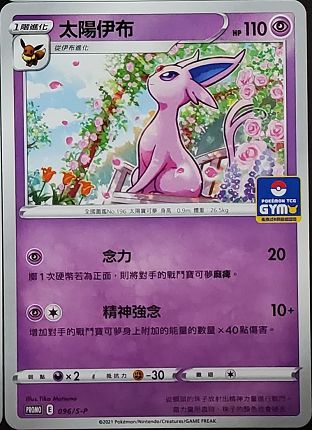 1階進化
太陽伊布
HP 110
從伊布進化
全國圖鑑No.196 太陽寶可夢 身高：0.9m 體重：26.5kg
POKÉMON TCG
GYM
念力 20
擲1次硬幣若為正面，則將對手的戰鬥寶可夢麻痺。
精神強念 10+
增加對手的戰鬥寶可夢身上附加的能量的數量×40點傷害。
弱點 ×2 抵抗力 -30 撤退
Illus. Tika Matsuno
PROMO E 096/S-P
©2021 Pokémon/Nintendo/Creatures/GAME FREAK